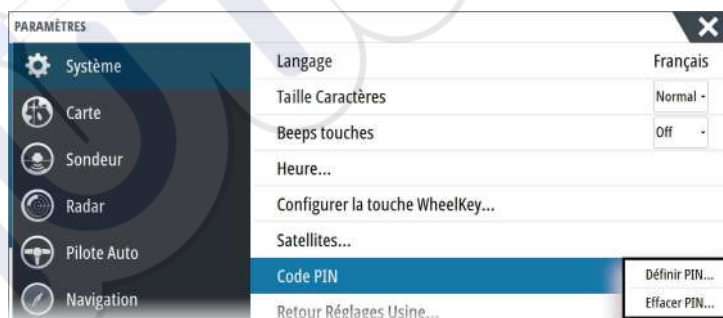 PARAMÈTRES
Système
Carte
Sondeur
Radar
Pilote Auto
Navigation
Langage Français
Taille Caractères Normal
Beeps touches Off
Heure...
Configurer la touche WheelKey...
Satellites...
Code PIN
Définir PIN...
Effacer PIN...
Retour Réglages Usine...